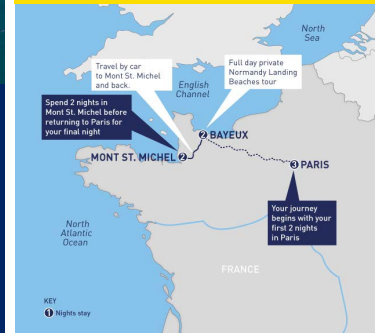 North
Sea
Travel by car
to Mont St. Michel
and back.
Full day private
Normandy Landing
Beaches tour
English
Channel
Spend 2 nights in
Mont St. Michel before
returning to Paris for
your final night
2 BAYEUX
MONT ST. MICHEL 2
3 PARIS
Your journey
begins with your
first 2 nights
in Paris
North
Atlantic
Ocean
FRANCE
KEY
1 Nights stay